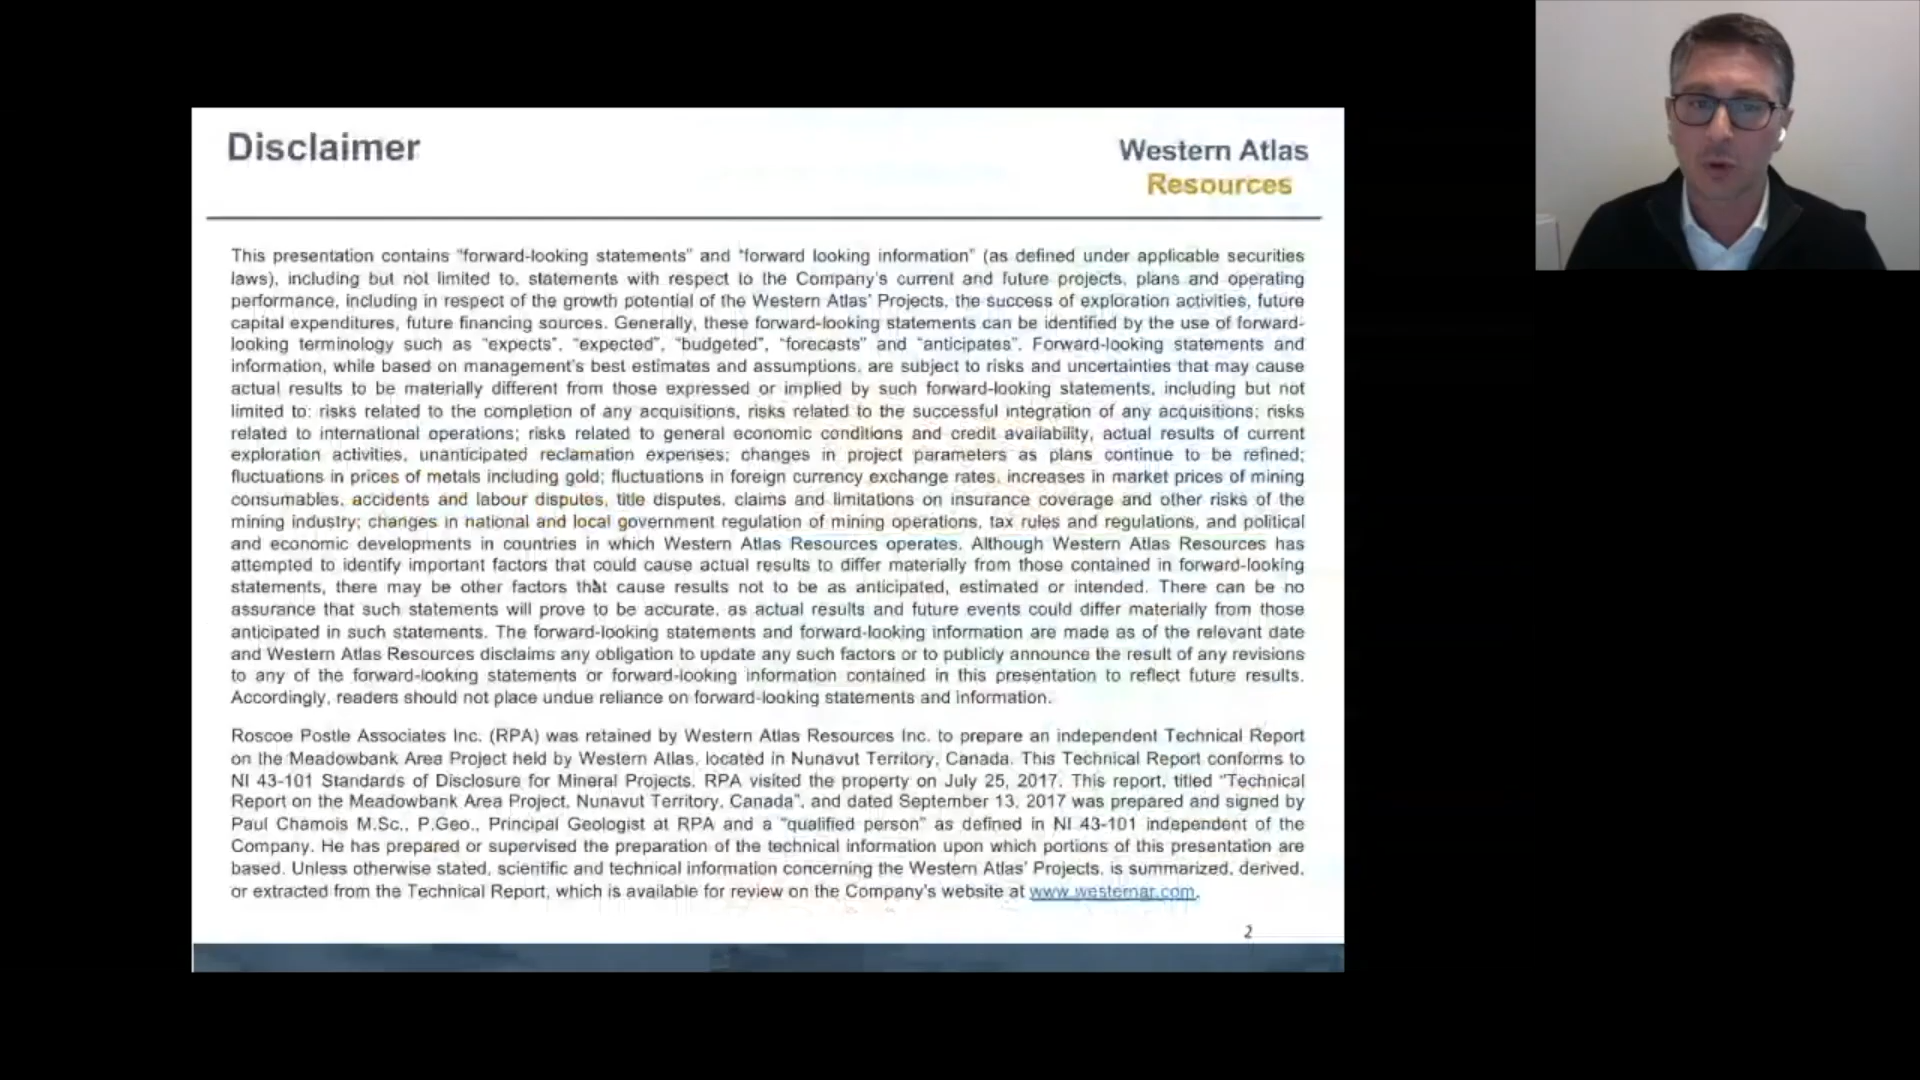 Disclaimer
Western Atlas
Resources
This presentation contains "forward-looking statements" and "forward looking information" (as defined under applicable securities
laws), including but not limited to, statements with respect to the Company's current and future projects, plans and operating
performance, including in respect of the growth potential of the Western Atlas' Projects, the success of exploration activities, future
capital expenditures, future financing sources. Generally, these forward-looking statements can be identified by the use of forward-
looking terminology such as "expects", "expected", "budgeted", "forecasts" and "anticipates". Forward-looking statements and
information, while based on management's best estimates and assumptions, are subject to risks and uncertainties that may cause
actual results to be materially different from those expressed or implied by such forward-looking statements, including but not
limited to: risks related to the completion of any acquisitions, risks related to the successful integration of any acquisitions; risks
related to international operations; risks related to general economic conditions and credit availability, actual results of current
exploration activities, unanticipated reclamation expenses; changes in project parameters as plans continue to be refined;
fluctuations in prices of metals including gold; fluctuations in foreign currency exchange rates, increases in market prices of mining
consumables, accidents and labour disputes, title disputes, claims and limitations on insurance coverage and other risks of the
mining industry; changes in national and local government regulation of mining operations, tax rules and regulations, and political
and economic developments in countries in which Western Atlas Resources operates. Although Western Atlas Resources has
attempted to identify important factors that could cause actual results to differ materially from those contained in forward-looking
statements, there may be other factors that cause results not to be as anticipated, estimated or intended. There can be no
assurance that such statements will prove to be accurate, as actual results and future events could differ materially from those
anticipated in such statements. The forward-looking statements and forward-looking information are made as of the relevant date
and Western Atlas Resources disclaims any obligation to update any such factors or to publicly announce the result of any revisions
to any of the forward-looking statements or forward-looking information contained in this presentation to reflect future results.
Accordingly, readers should not place undue reliance on forward-looking statements and information.
Roscoe Postle Associates Inc. (RPA) was retained by Western Atlas Resources Inc. to prepare an independent Technical Report
on the Meadowbank Area Project held by Western Atlas, located in Nunavut Territory, Canada. This Technical Report conforms to
NI 43-101 Standards of Disclosure for Mineral Projects. RPA visited the property on July 25, 2017. This report, titled "Technical
Report on the Meadowbank Area Project, Nunavut Territory, Canada", and dated September 13, 2017 was prepared and signed by
Paul Chamois M.Sc., P.Geo., Principal Geologist at RPA and a "qualified person" as defined in NI 43-101 independent of the
Company. He has prepared or supervised the preparation of the technical information upon which portions of this presentation are
based. Unless otherwise stated, scientific and technical information concerning the Western Atlas' Projects, is summarized, derived,
or extracted from the Technical Report, which is available for review on the Company's website at www.westernar.com.
2